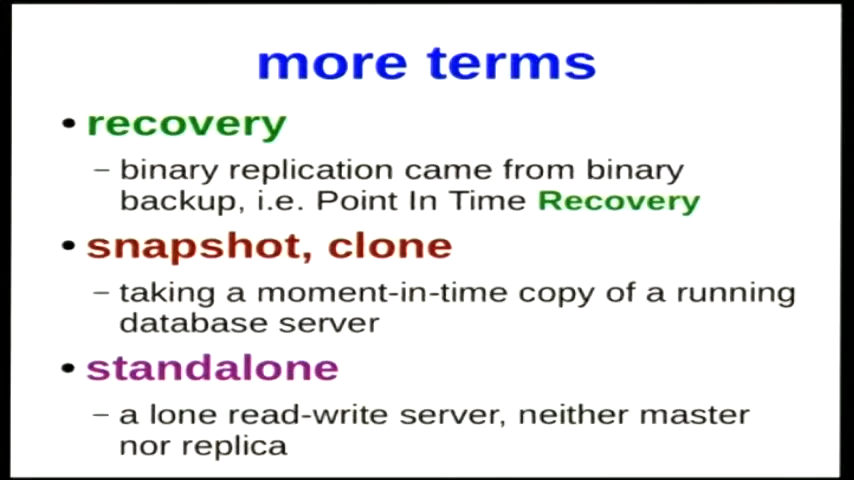 more terms
• recovery
– binary replication came from binary
backup, i.e. Point In Time Recovery
• snapshot, clone
– taking a moment-in-time copy of a running
database server
• standalone
– a lone read-write server, neither master
nor replica